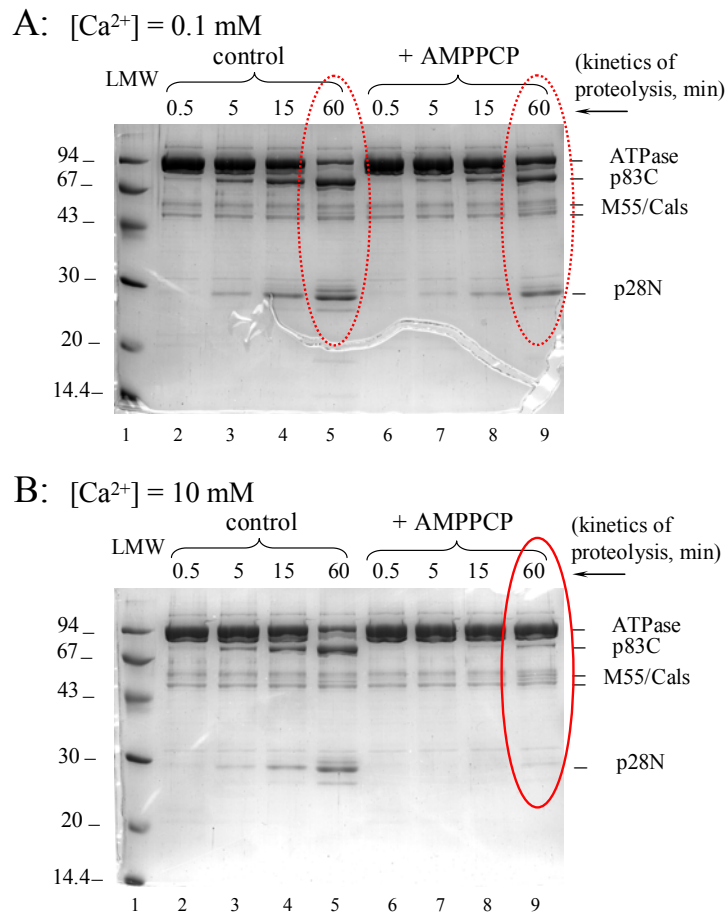 A: [Ca²⁺] = 0.1 mM
control + AMPPCP (kinetics of
LMW proteolysis, min)
0.5 5 15 60 0.5 5 15 60
94 ATPase
67 p83C
M55/Cals
43
30
p28N
20
14.4
1 2 3 4 5 6 7 8 9
B: [Ca²⁺] = 10 mM
control + AMPPCP (kinetics of
LMW proteolysis, min)
0.5 5 15 60 0.5 5 15 60
94 ATPase
67 p83C
M55/Cals
43
30 p28N
20
14.4
1 2 3 4 5 6 7 8 9